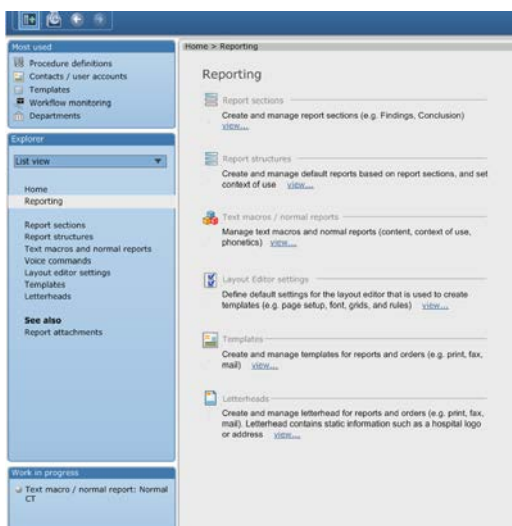 Most used
Procedure definitions
Contacts / user accounts
Templates
Workflow monitoring
Departments
Explorer
List view
Home
Reporting
Report sections
Report structures
Text macros and normal reports
Voice commands
Layout editor settings
Templates
Letterheads
See also
Report attachments
Work in progress
Text macro / normal report: Normal
CT
Home > Reporting
Reporting
Report sections
Create and manage report sections (e.g. Findings, Conclusion)
view...
Report structures
Create and manage default reports based on report sections, and set
context of use view...
Text macros / normal reports
Manage text macros and normal reports (content, context of use,
phonetics) view...
Layout Editor settings
Define default settings for the layout editor that is used to create
templates (e.g. page setup, font, grids, and rules) view...
Templates
Create and manage templates for reports and orders (e.g. print, fax,
mail) view...
Letterheads
Create and manage letterhead for reports and orders (e.g. print, fax,
mail). Letterhead contains static information such as a hospital logo
or address view...